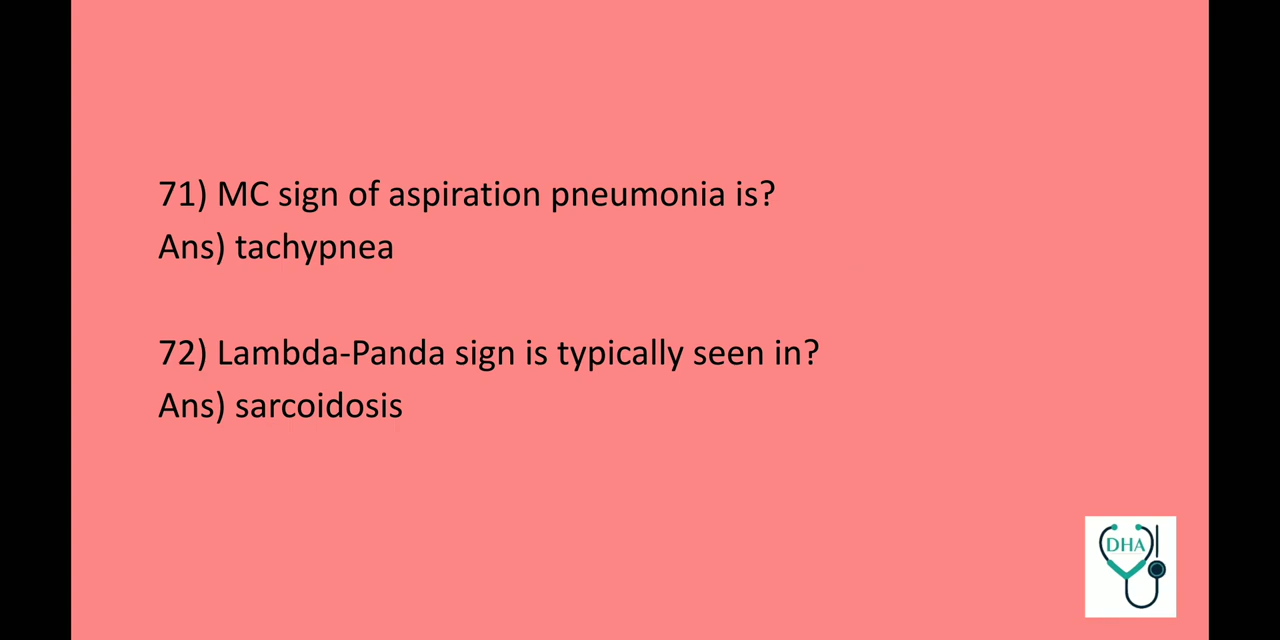 71) MC sign of aspiration pneumonia is?
Ans) tachypnea
72) Lambda-Panda sign is typically seen in?
Ans) sarcoidosis
DHA